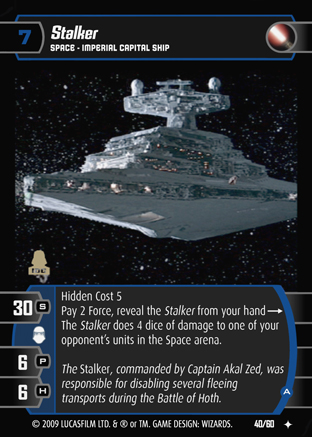 7
Stalker
SPACE - IMPERIAL CAPITAL SHIP
30 S
6 P
6 H
Hidden Cost 5
Pay 2 Force, reveal the Stalker from your hand →
The Stalker does 4 dice of damage to one of your
opponent's units in the Space arena.
The Stalker, commanded by Captain Akal Zed, was
responsible for disabling several fleeing
transports during the Battle of Hoth.
A
© 2009 LUCASFILM LTD. & ® or TM. GAME DESIGN: WIZARDS. 40/60